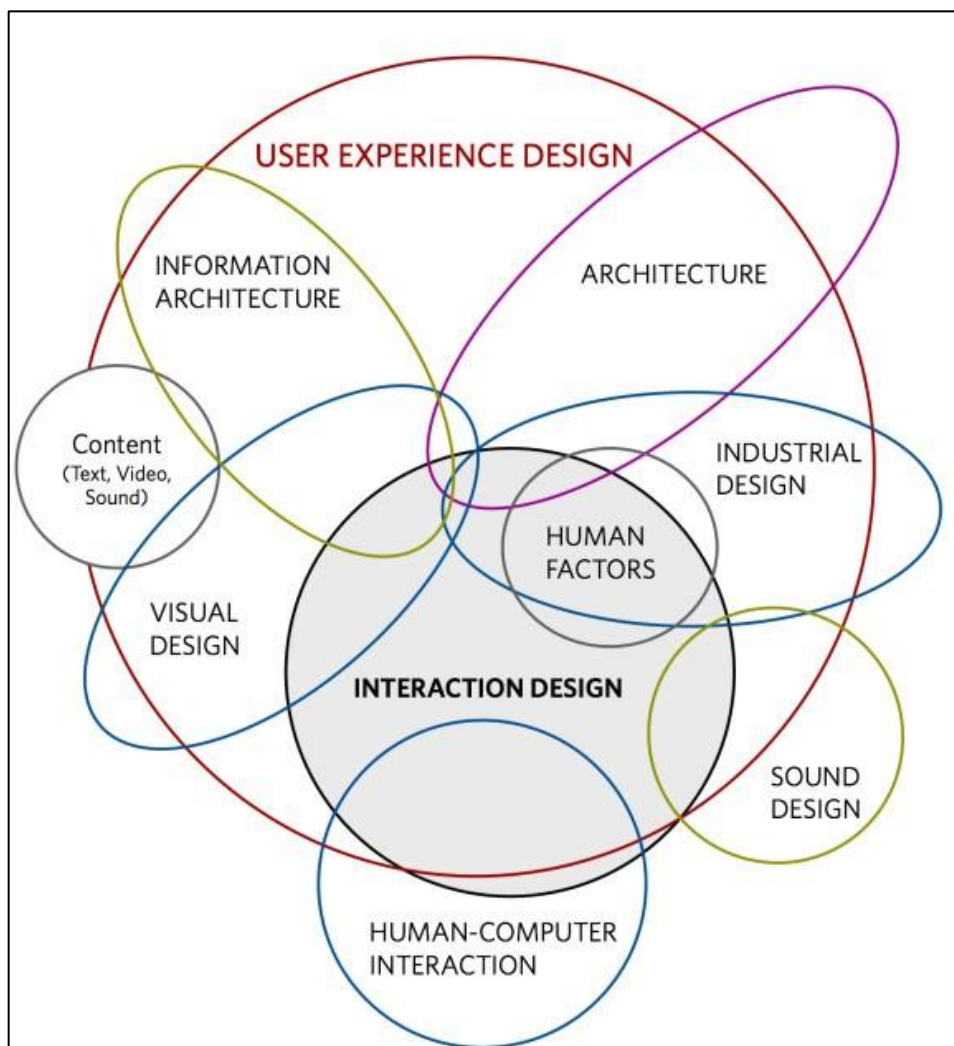 USER EXPERIENCE DESIGN
INFORMATION
ARCHITECTURE
ARCHITECTURE
Content
(Text, Video,
Sound)
INDUSTRIAL
DESIGN
HUMAN
FACTORS
VISUAL
DESIGN
INTERACTION DESIGN
SOUND
DESIGN
HUMAN-COMPUTER
INTERACTION